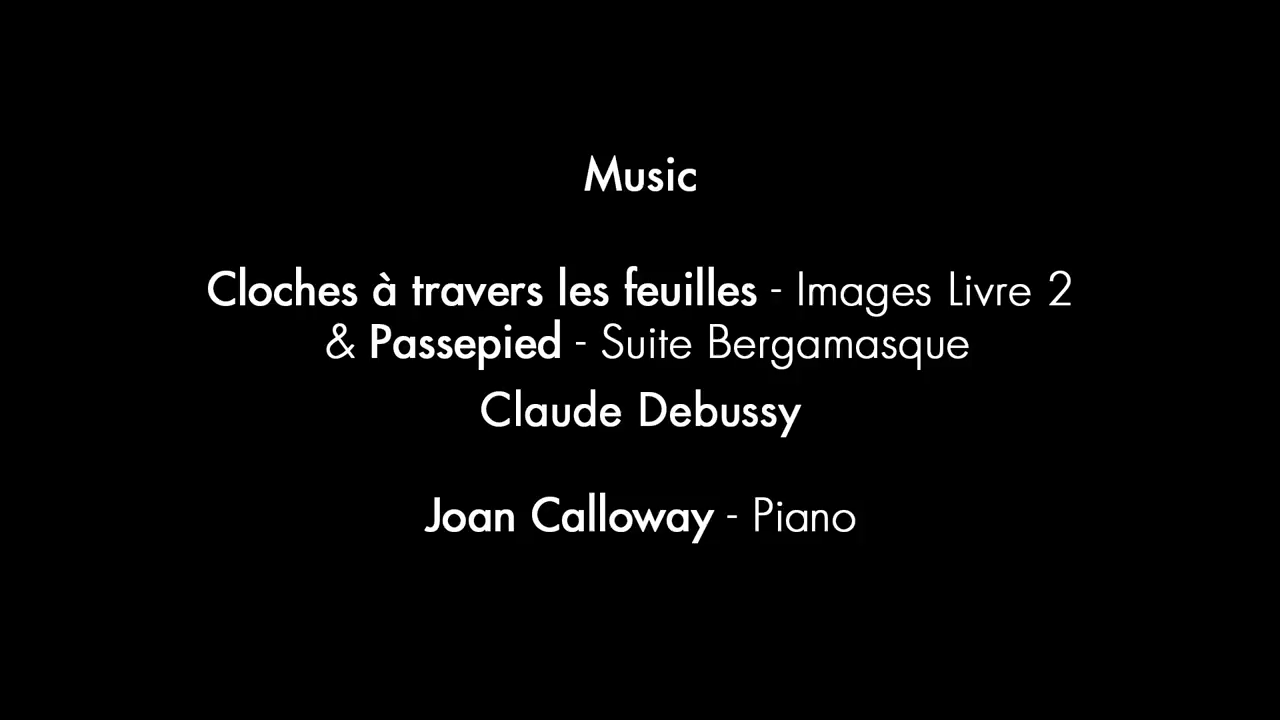 Music
Cloches à travers les feuilles - Images Livre 2
& Passepied - Suite Bergamasque
Claude Debussy
Joan Calloway - Piano